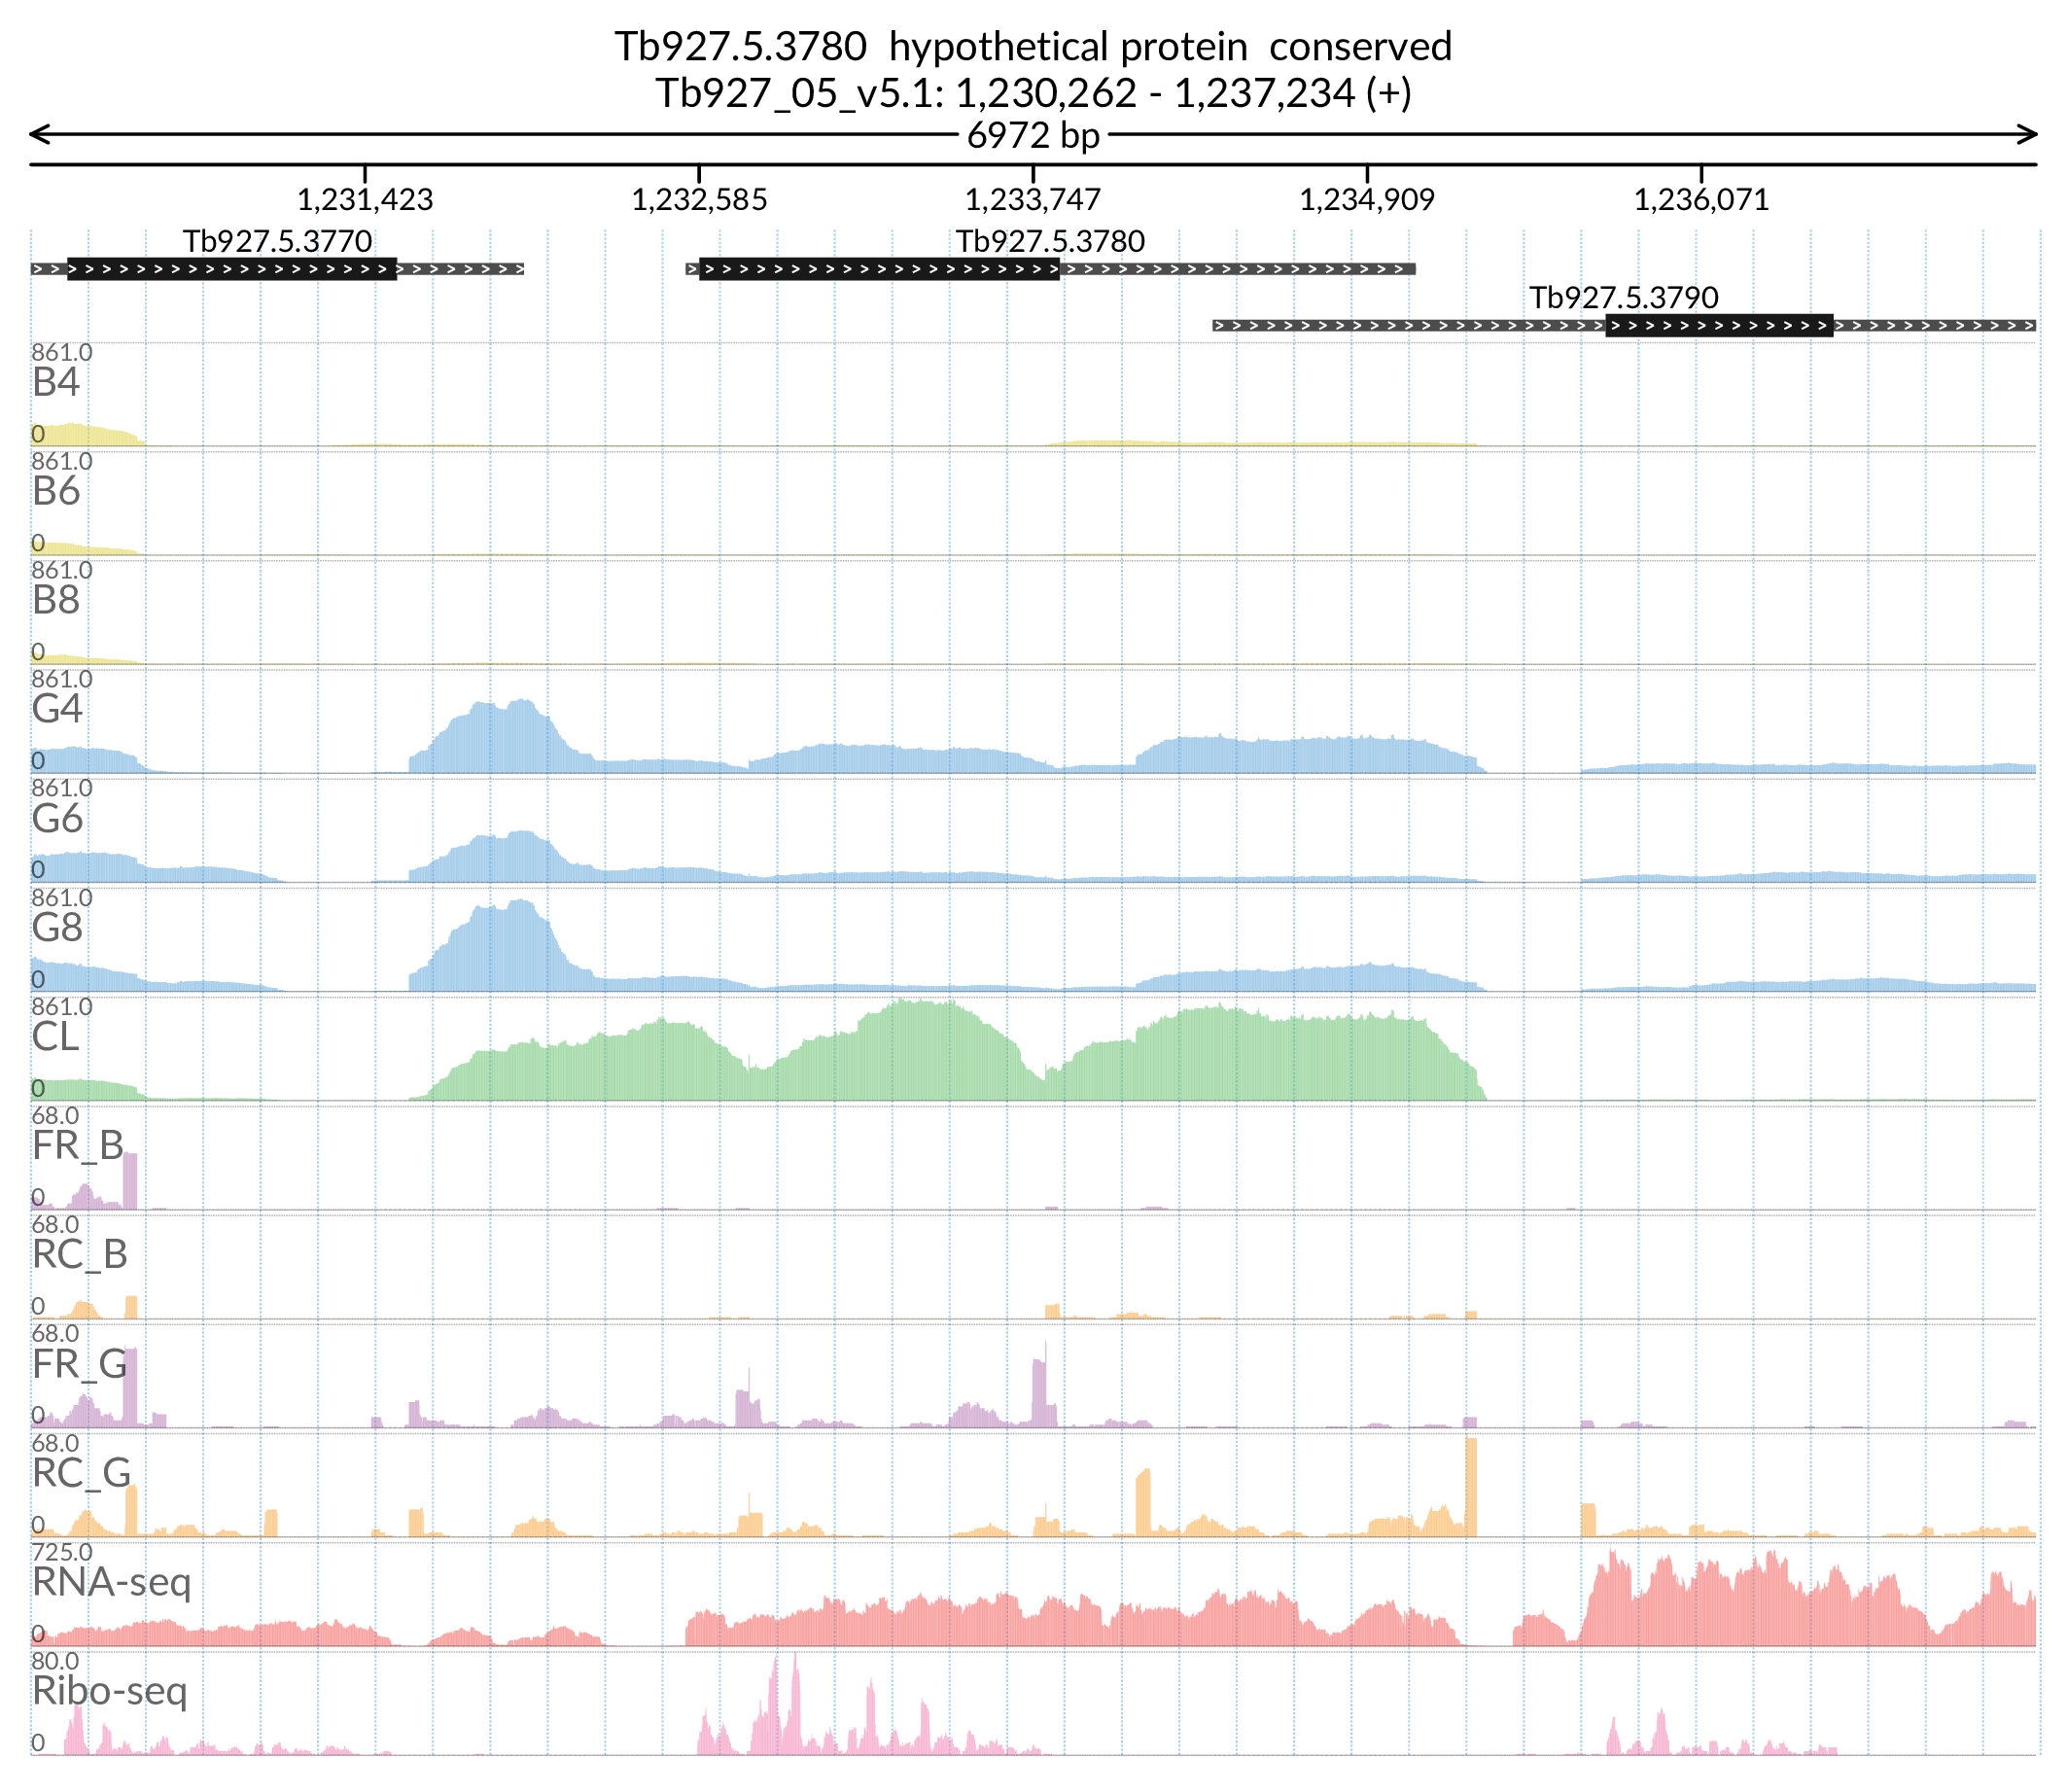 Tb927.5.3780  hypothetical protein  conserved
Tb927_05_v5.1: 1,230,262 - 1,237,234 (+)
6972 bp
1,231,423 1,232,585 1,233,747 1,234,909 1,236,071
Tb927.5.3770 Tb927.5.3780
Tb927.5.3790
861.0
B4
0
861.0
B6
0
861.0
B8
0
861.0
G4
0
861.0
G6
0
861.0
G8
0
861.0
CL
0
68.0
FR_B
0
68.0
RC_B
0
68.0
FR_G
0
68.0
RC_G
0
725.0
RNA-seq
0
80.0
Ribo-seq
0